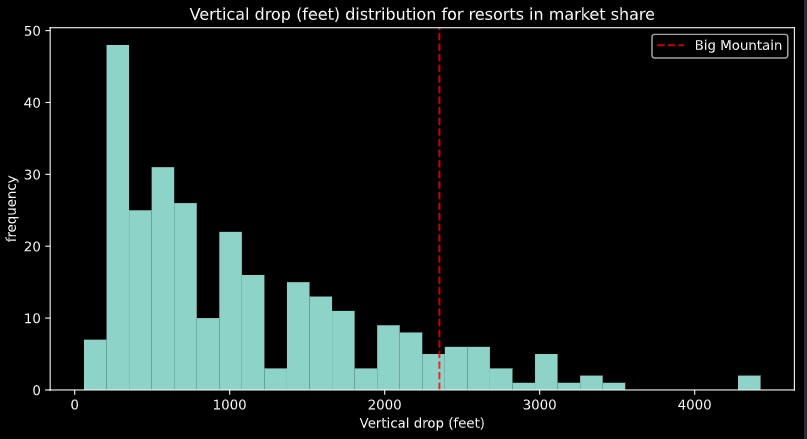 Vertical drop (feet) distribution for resorts in market share
Big Mountain
50
40
30
20
10
0
frequency
0 1000 2000 3000 4000
Vertical drop (feet)